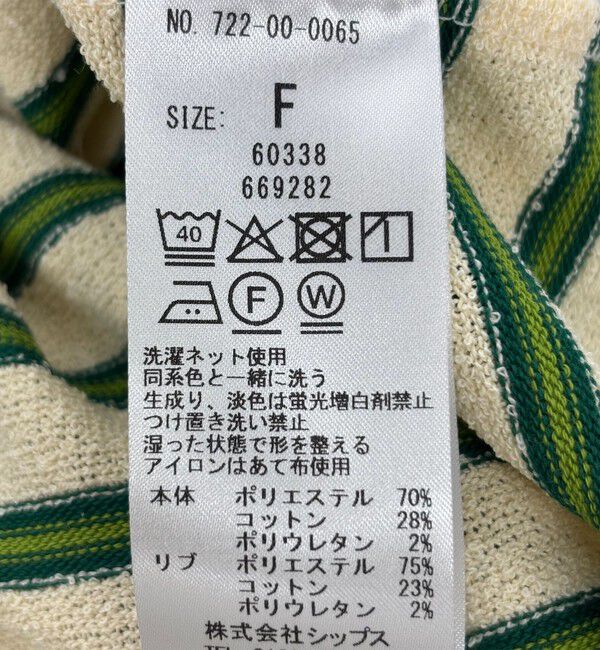 NO. 722-00-0065
SIZE: F
60338
669282
40
F W
洗濯ネット使用
同系色と一緒に洗う
生成り、淡色は蛍光増白剤禁止
つけ置き洗い禁止
湿った状態で形を整える
アイロンはあて布使用
本体 ポリエステル 70%
コットン 28%
ポリウレタン 2%
リブ ポリエステル 75%
コットン 23%
ポリウレタン 2%
株式会社シップス